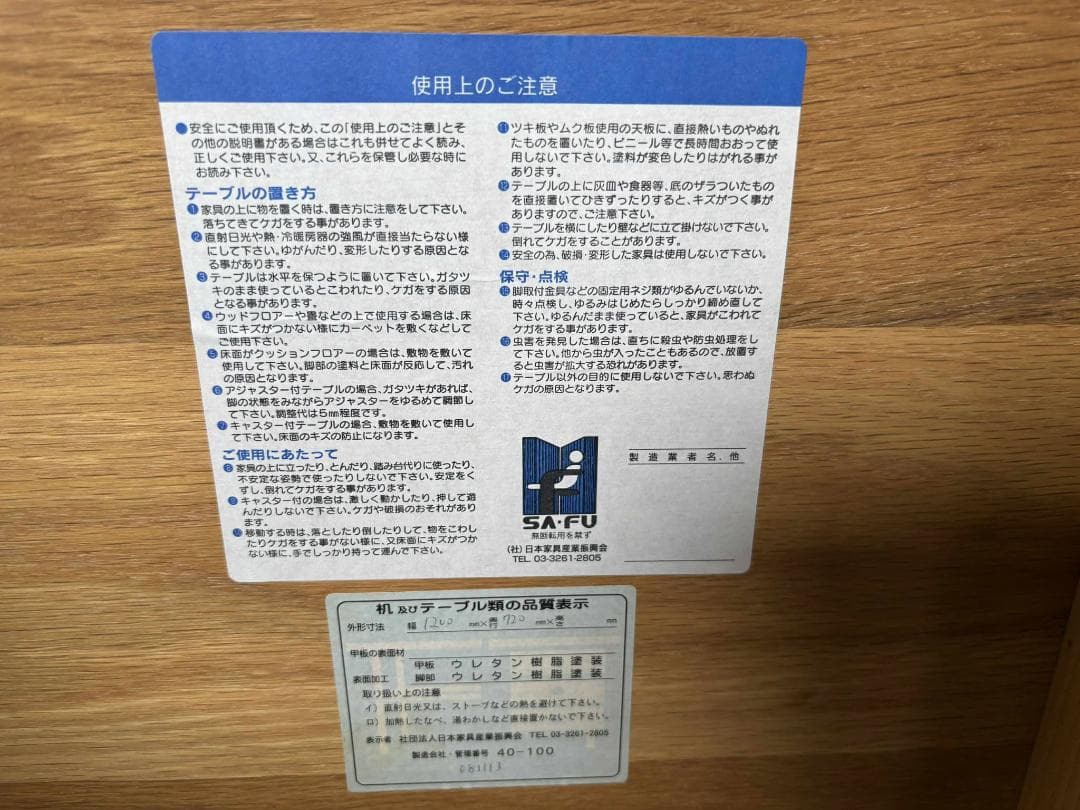 使用上のご注意
●安全にご使用頂くため、この「使用上のご注意」とそ
の他の説明書がある場合はこれも併せてよく読み、
正しくご使用下さい。又、これらを保管し必要な時に
お読み下さい。
テーブルの置き方
❶家具の上に物を置く時は、置き方に注意をして下さい。
落ちてきてケガをする事があります。
❷直射日光や熱・冷暖房器の強風が直接当たらない様
にして下さい。ゆがんだり、変形したりする原因とな
る事があります。
❸テーブルは水平を保つように置いて下さい。ガタツ
キのまま使っているとこわれたり、ケガをする原因
となる事があります。
❹ウッドフロアーや畳などの上で使用する場合は、床
面にキズがつかない様にカーペットを敷くなどして
ご使用下さい。
❺床面がクッションフロアーの場合は、敷物を敷いて
使用して下さい。脚部の塗料と床面が反応して、汚れ
の原因となります。
❻アジャスター付テーブルの場合、ガタツキがあれば、
脚の状態をみながらアジャスターをゆるめて調節し
て下さい。調整代は5㎜程度です。
❼キャスター付テーブルの場合、敷物を敷いて使用し
て下さい。床面のキズの防止になります。
ご使用にあたって
❽家具の上に立ったり、とんだり、踏み台代りに使ったり、
不安定な姿勢で使ったりしないで下さい。安定をく
ずし、倒れてケガをする事があります。
❾キャスター付の場合は、激しく動かしたり、押して遊
んだりしないで下さい。ケガや破損のおそれがあり
ます。
❿移動する時は、落としたり倒したりして、物をこわし
たりケガをする事がない様に、又床面にキズがつか
ない様に、手でしっかり持って運んで下さい。
⓫ツキ板やムク板使用の天板に、直接熱いものやぬれ
たものを置いたり、ビニール等で長時間おおって使
用しないで下さい。塗料が変色したりはがれる事が
あります。
⓬テーブルの上に灰皿や食器等、底のザラついたもの
を直接置いてひきずったりすると、キズがつく事が
ありますので、ご注意下さい。
⓭テーブルを横にしたり壁などに立て掛けないで下さい。
倒れてケガをすることがあります。
⓮安全の為、破損・変形した家具は使用しないで下さい。
保守・点検
⓯脚取付金具などの固定用ネジ類がゆるんでいないか、
時々点検し、ゆるみはじめたらしっかり締め直して
下さい。ゆるんだまま使っていると、家具がこわれて
ケガをする事があります。
⓰虫害を発見した場合は、直ちに殺虫や防虫処理をし
て下さい。他から虫が入ったこともあるので、放置す
ると虫害が拡大する恐れがあります。
⓱テーブル以外の目的に使用しないで下さい。思わぬ
ケガの原因となります。
SA・FU
無断転用を禁ず
(社)日本家具産業振興会
TEL. 03-3261-2805
製造業者名、他
机及びテーブル類の品質表示
外形寸法 幅 1200 mm×奥行 720 mm×高さ mm
甲板の表面材
表面加工 甲板 ウレタン樹脂塗装
脚部 ウレタン樹脂塗装
取り扱い上の注意
イ) 直射日光又は、ストーブなどの熱を避けて下さい。
ロ) 加熱したなべ、湯わかしなど直接置かないで下さい。
表示者 社団法人日本家具産業振興会 TEL 03-3261-2805
製造会社・管理番号 40-100
081113